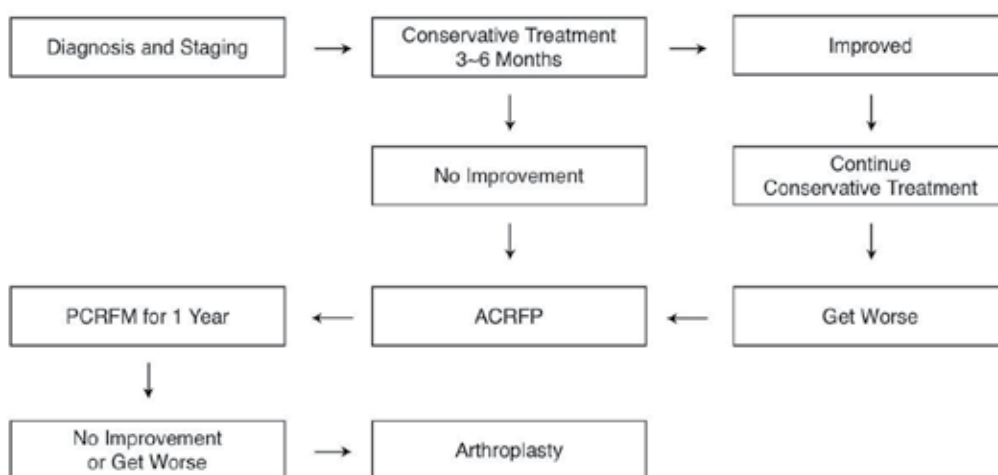 Diagnosis and Staging
Conservative Treatment
3~6 Months
Improved
No Improvement
Continue
Conservative Treatment
PCRFM for 1 Year
ACRFP
Get Worse
No Improvement
or Get Worse
Arthroplasty